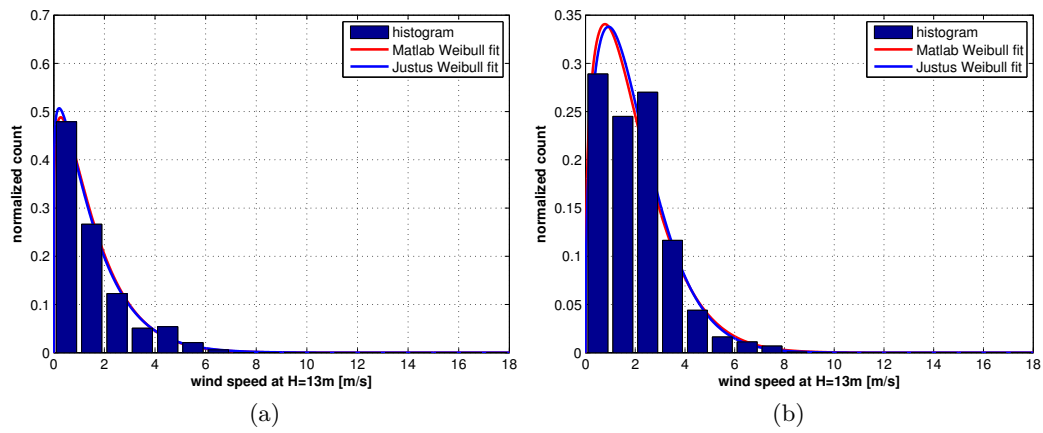 0.7
0.6
0.5
0.4
0.3
0.2
0.1
0
normalized count
histogram
Matlab Weibull fit
Justus Weibull fit
0 2 4 6 8 10 12 14 16 18
wind speed at H=13m [m/s]
(a)
0.35
0.3
0.25
0.2
0.15
0.1
0.05
0
normalized count
histogram
Matlab Weibull fit
Justus Weibull fit
0 2 4 6 8 10 12 14 16 18
wind speed at H=13m [m/s]
(b)